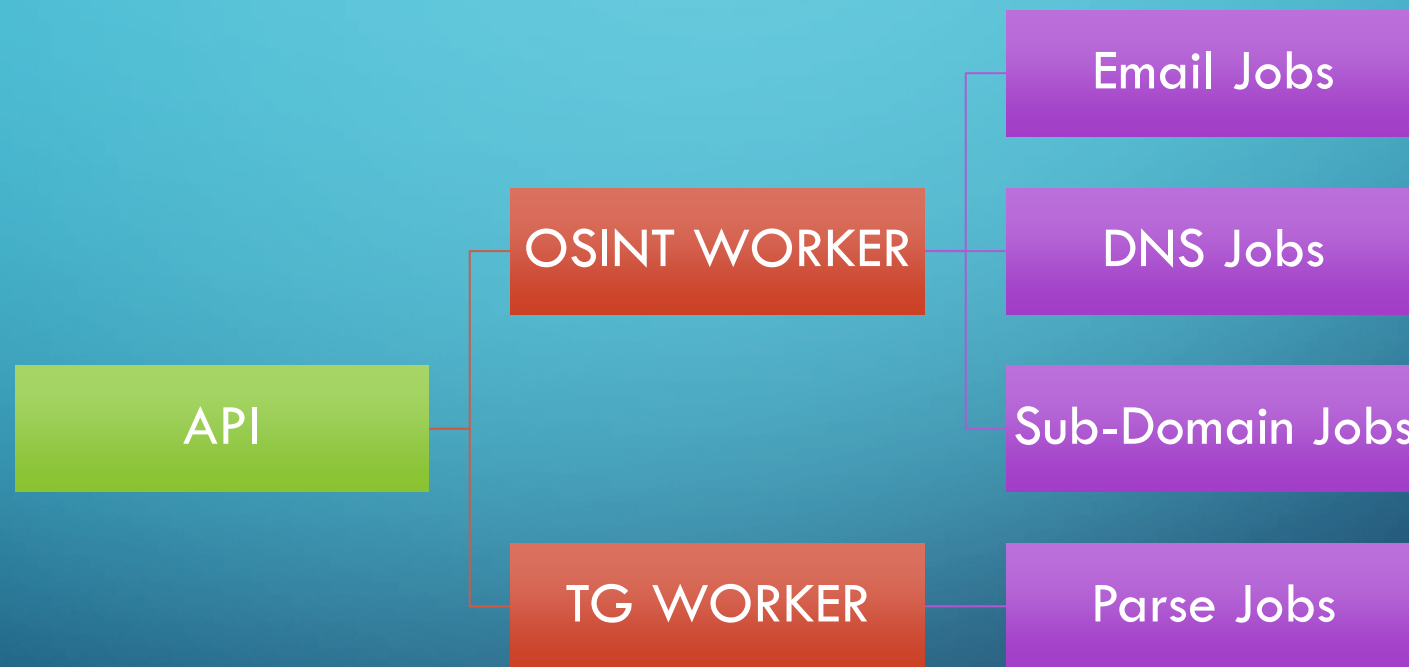 Email Jobs
OSINT WORKER
DNS Jobs
API
Sub-Domain Jobs
TG WORKER
Parse Jobs